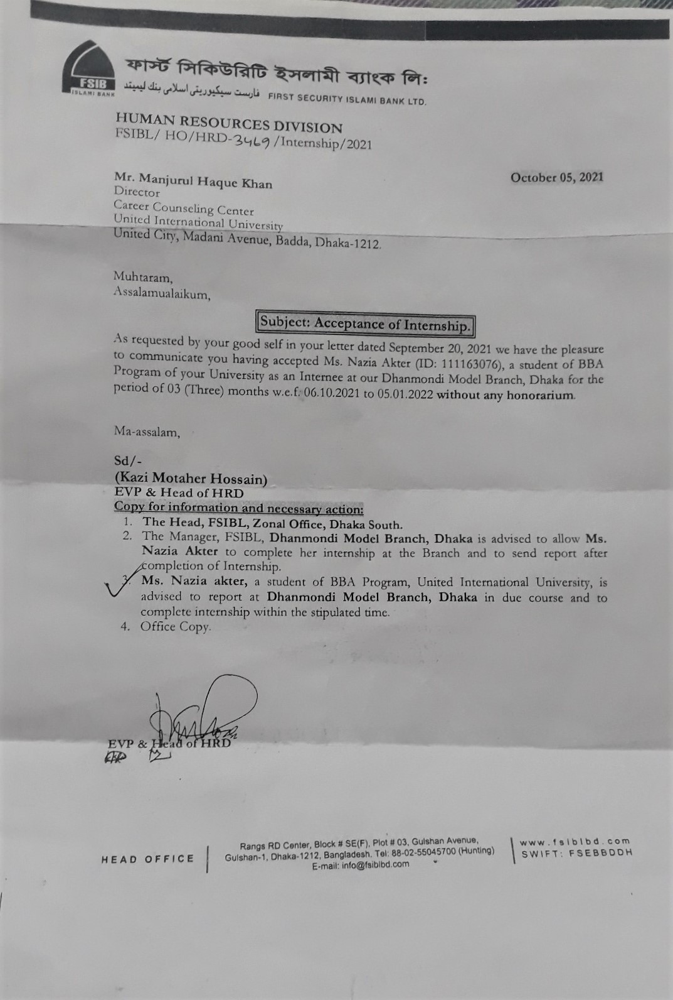 FSIB
ISLAMI BANK
ফার্স্ট সিকিউরিটি ইসলামী ব্যাংক লিঃ
فارست سيكيوريتى اسلامى بنك ليميتد
FIRST SECURITY ISLAMI BANK LTD.
HUMAN RESOURCES DIVISION
FSIBL/ HO/HRD-3469/Internship/2021
October 05, 2021
Mr. Manjurul Haque Khan
Director
Career Counseling Center
United International University
United City, Madani Avenue, Badda, Dhaka-1212.
Muhtaram,
Assalamualaikum,
Subject: Acceptance of Internship.
As requested by your good self in your letter dated September 20, 2021 we have the pleasure
to communicate you having accepted Ms. Nazia Akter (ID: 111163076), a student of BBA
Program of your University as an Internee at our Dhanmondi Model Branch, Dhaka for the
period of 03 (Three) months w.e.f. 06.10.2021 to 05.01.2022 without any honorarium.
Ma-assalam,
Sd/-
(Kazi Motaher Hossain)
EVP & Head of HRD
Copy for information and necessary action:
1. The Head, FSIBL, Zonal Office, Dhaka South.
2. The Manager, FSIBL, Dhanmondi Model Branch, Dhaka is advised to allow Ms.
Nazia Akter to complete her internship at the Branch and to send report after
completion of Internship.
3. Ms. Nazia akter, a student of BBA Program, United International University, is
advised to report at Dhanmondi Model Branch, Dhaka in due course and to
complete internship within the stipulated time.
4. Office Copy.
EVP & Head of HRD
HEAD OFFICE
Rangs RD Center, Block # SE(F), Plot # 03, Gulshan Avenue,
Gulshan-1, Dhaka-1212, Bangladesh. Tel: 88-02-55045700 (Hunting)
E-mail: info@fsiblbd.com
www.fsiblbd.com
SWIFT: FSEBBDDH